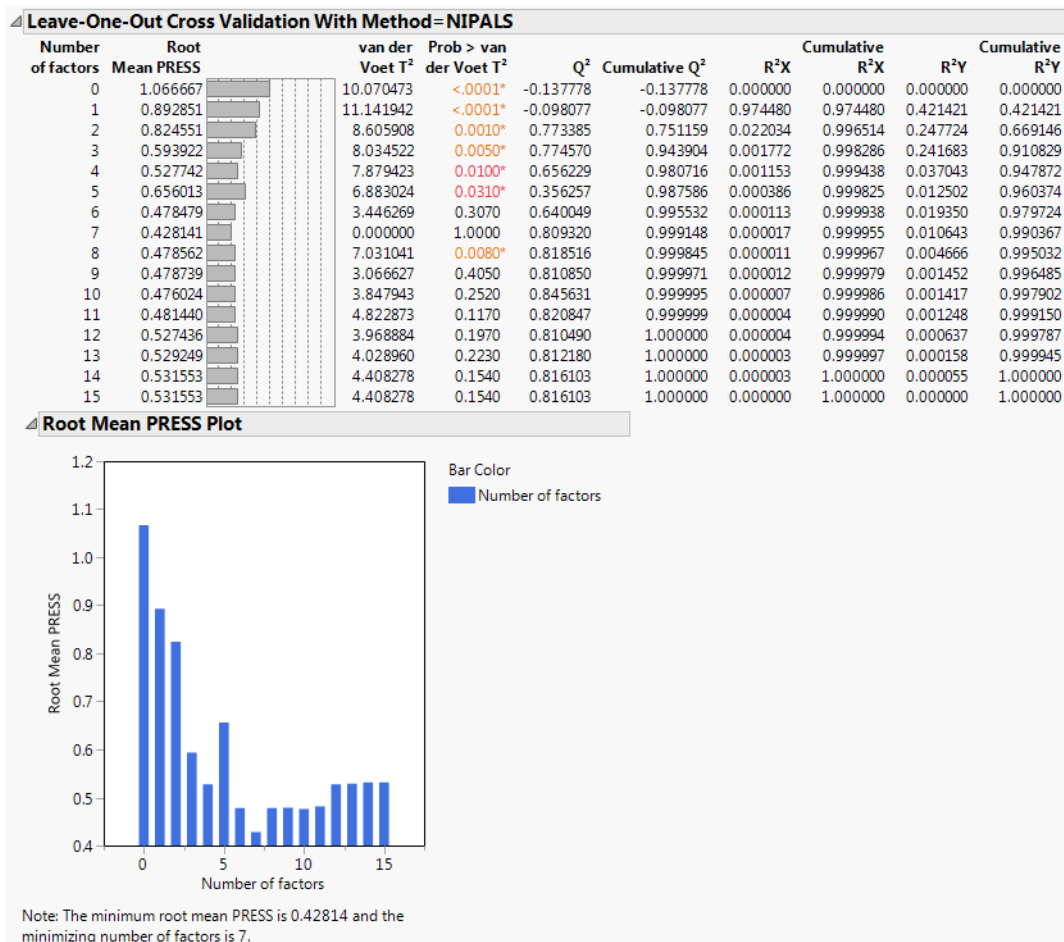 Leave-One-Out Cross Validation With Method=NIPALS
Number Root van der Prob > van Cumulative Cumulative
of factors Mean PRESS Voet T² der Voet T² Q² Cumulative Q² R²X R²X R²Y R²Y
0 1.066667 10.070473 <.0001* -0.137778 -0.137778 0.000000 0.000000 0.000000 0.000000
1 0.892851 11.141942 <.0001* -0.098077 -0.098077 0.974480 0.974480 0.421421 0.421421
2 0.824551 8.605908 0.0010* 0.773385 0.751159 0.022034 0.996514 0.247724 0.669146
3 0.593922 8.034522 0.0050* 0.774570 0.943904 0.001772 0.998286 0.241683 0.910829
4 0.527742 7.879423 0.0100* 0.656229 0.980716 0.001153 0.999438 0.037043 0.947872
5 0.656013 6.883024 0.0310* 0.356257 0.987586 0.000386 0.999825 0.012502 0.960374
6 0.478479 3.446269 0.3070 0.640049 0.995532 0.000113 0.999938 0.019350 0.979724
7 0.428141 0.000000 1.0000 0.809320 0.999148 0.000017 0.999955 0.010643 0.990367
8 0.478562 7.031041 0.0080* 0.818516 0.999845 0.000011 0.999967 0.004666 0.995032
9 0.478739 3.066627 0.4050 0.810850 0.999971 0.000012 0.999979 0.001452 0.996485
10 0.476024 3.847943 0.2520 0.845631 0.999995 0.000007 0.999986 0.001417 0.997902
11 0.481440 4.822873 0.1170 0.820847 0.999999 0.000004 0.999990 0.001248 0.999150
12 0.527436 3.968884 0.1970 0.810490 1.000000 0.000004 0.999994 0.000637 0.999787
13 0.529249 4.028960 0.2230 0.812180 1.000000 0.000003 0.999997 0.000158 0.999945
14 0.531553 4.408278 0.1540 0.816103 1.000000 0.000003 1.000000 0.000055 1.000000
15 0.531553 4.408278 0.1540 0.816103 1.000000 0.000000 1.000000 0.000000 1.000000
Root Mean PRESS Plot
1.2
1.1
1.0
0.9
0.8
0.7
0.6
0.5
0.4
Root Mean PRESS
0 5 10 15
Number of factors
Bar Color
Number of factors
Note: The minimum root mean PRESS is 0.42814 and the
minimizing number of factors is 7.